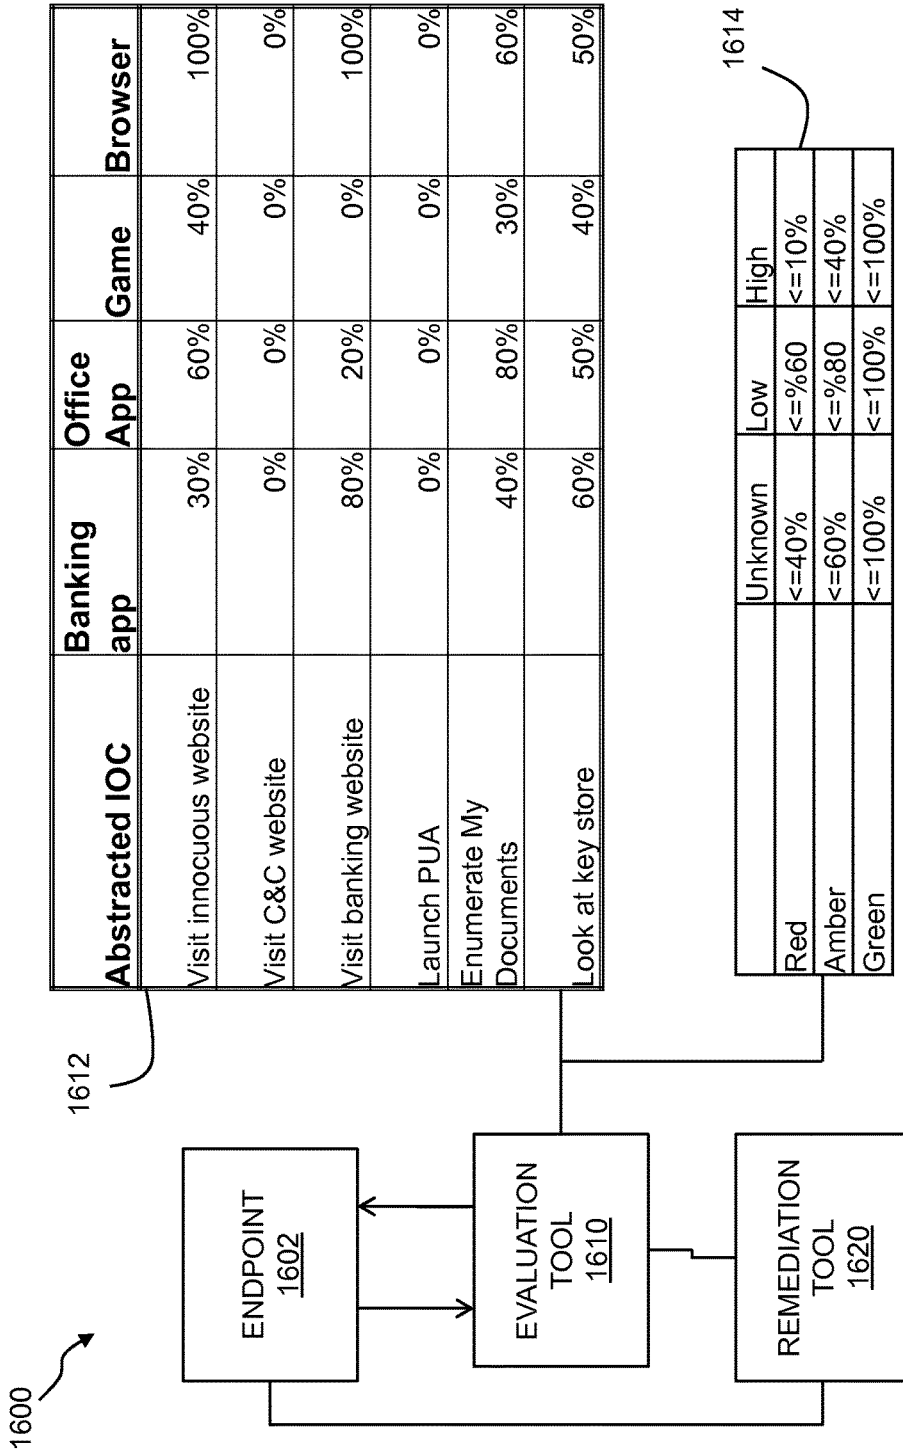 1600
ENDPOINT
1602
EVALUATION
TOOL
1610
REMEDIATION
TOOL
1620
1612
Abstracted IOC Banking app Office App Game Browser
Visit innocuous website 30% 60% 40% 100%
Visit C&C website 0% 0% 0% 0%
Visit banking website 80% 20% 0% 100%
Launch PUA 0% 0% 0% 0%
Enumerate My
Documents 40% 80% 30% 60%
Look at key store 60% 50% 40% 50%
1614
Unknown Low High
Red <=40% <=%60 <=10%
Amber <=60% <=%80 <=40%
Green <=100% <=100% <=100%